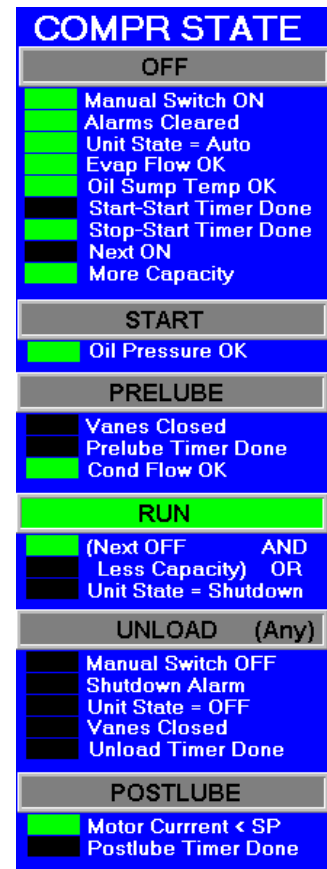 COMPR STATE
OFF
Manual Switch ON
Alarms Cleared
Unit State = Auto
Evap Flow OK
Oil Sump Temp OK
Start-Start Timer Done
Stop-Start Timer Done
Next ON
More Capacity
START
Oil Pressure OK
PRELUBE
Vanes Closed
Prelube Timer Done
Cond Flow OK
RUN
(Next OFF AND
Less Capacity) OR
Unit State = Shutdown
UNLOAD (Any)
Manual Switch OFF
Shutdown Alarm
Unit State = OFF
Vanes Closed
Unload Timer Done
POSTLUBE
Motor Currrent < SP
Postlube Timer Done